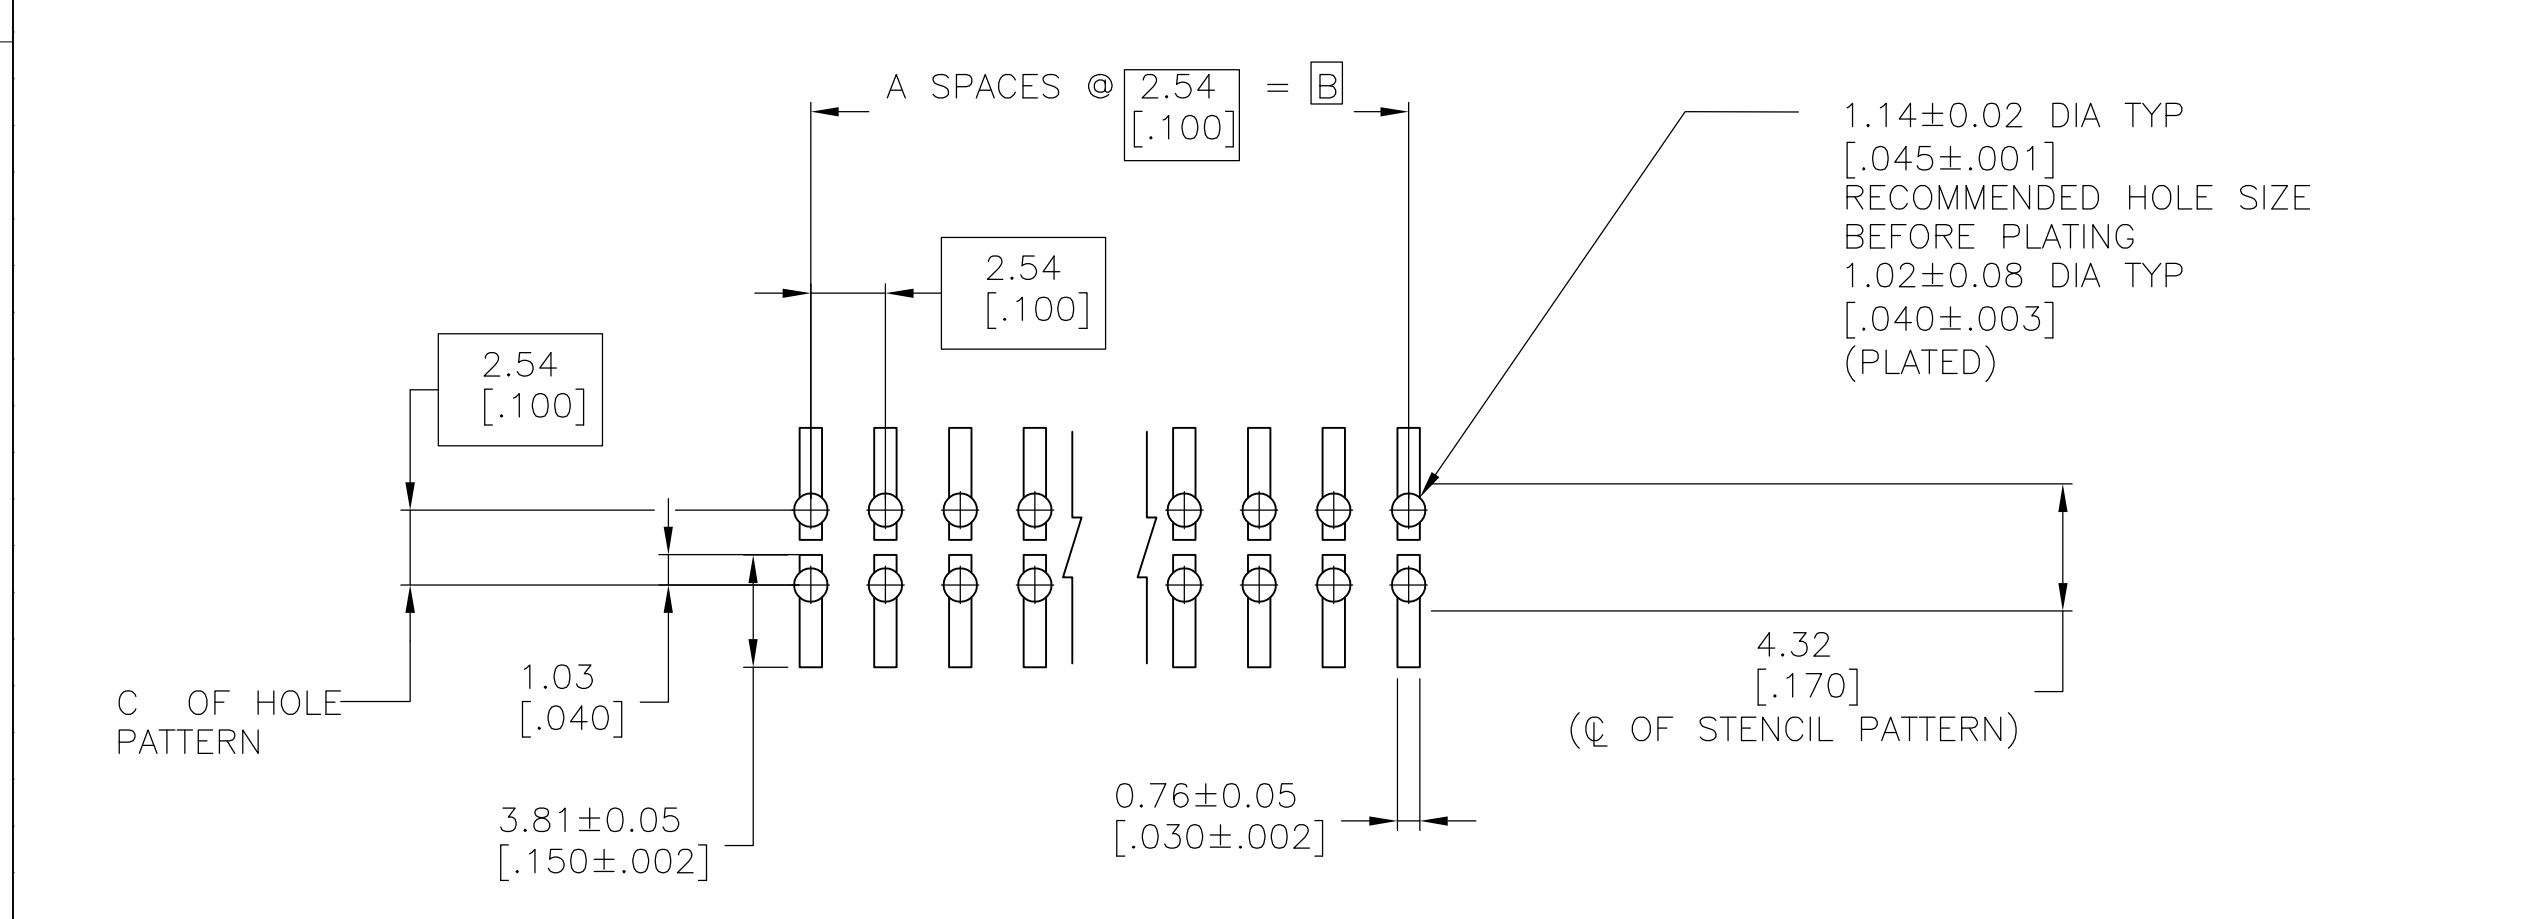 A SPACES @ 2.54 = B
[.100]
1.14±0.02 DIA TYP
[.045±.001]
RECOMMENDED HOLE SIZE
BEFORE PLATING
1.02±0.08 DIA TYP
[.040±.003]
(PLATED)
2.54
[.100]
2.54
[.100]
C OF HOLE
PATTERN
1.03
[.040]
4.32
[.170]
(℄ OF STENCIL PATTERN)
3.81±0.05
[.150±.002]
0.76±0.05
[.030±.002]